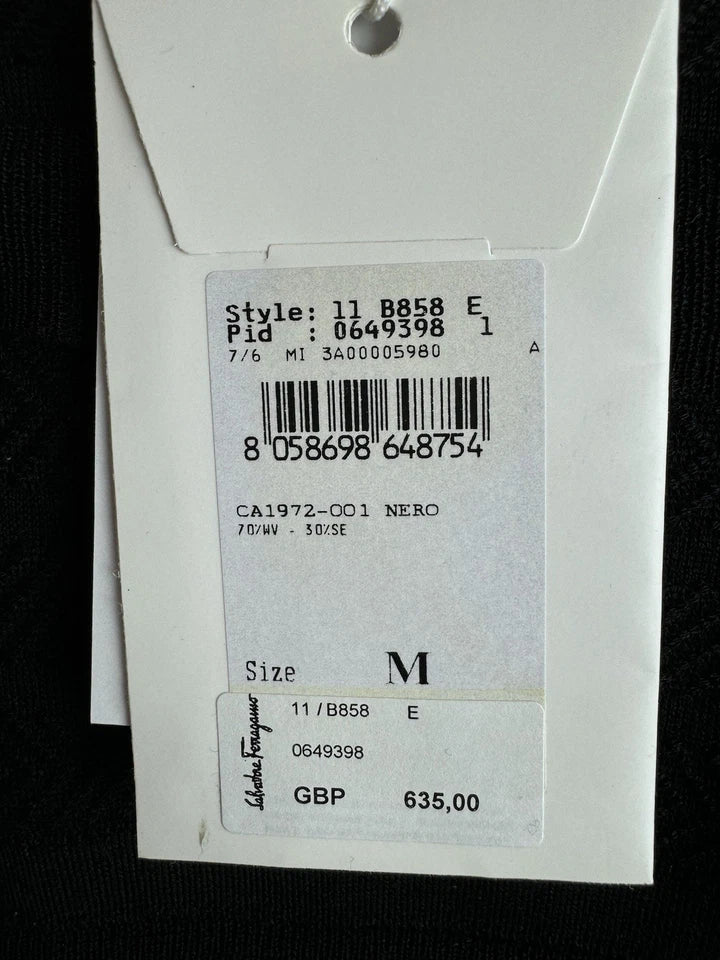 Style: 11 B858 E
Pid : 0649398 1
7/6 MI 3A00005980 A
8 058698 648754
CA1972-001 NERO
70%WV - 30%SE
Size M
11 / B858 E
0649398
GBP 635,00
Salvatore Ferragamo